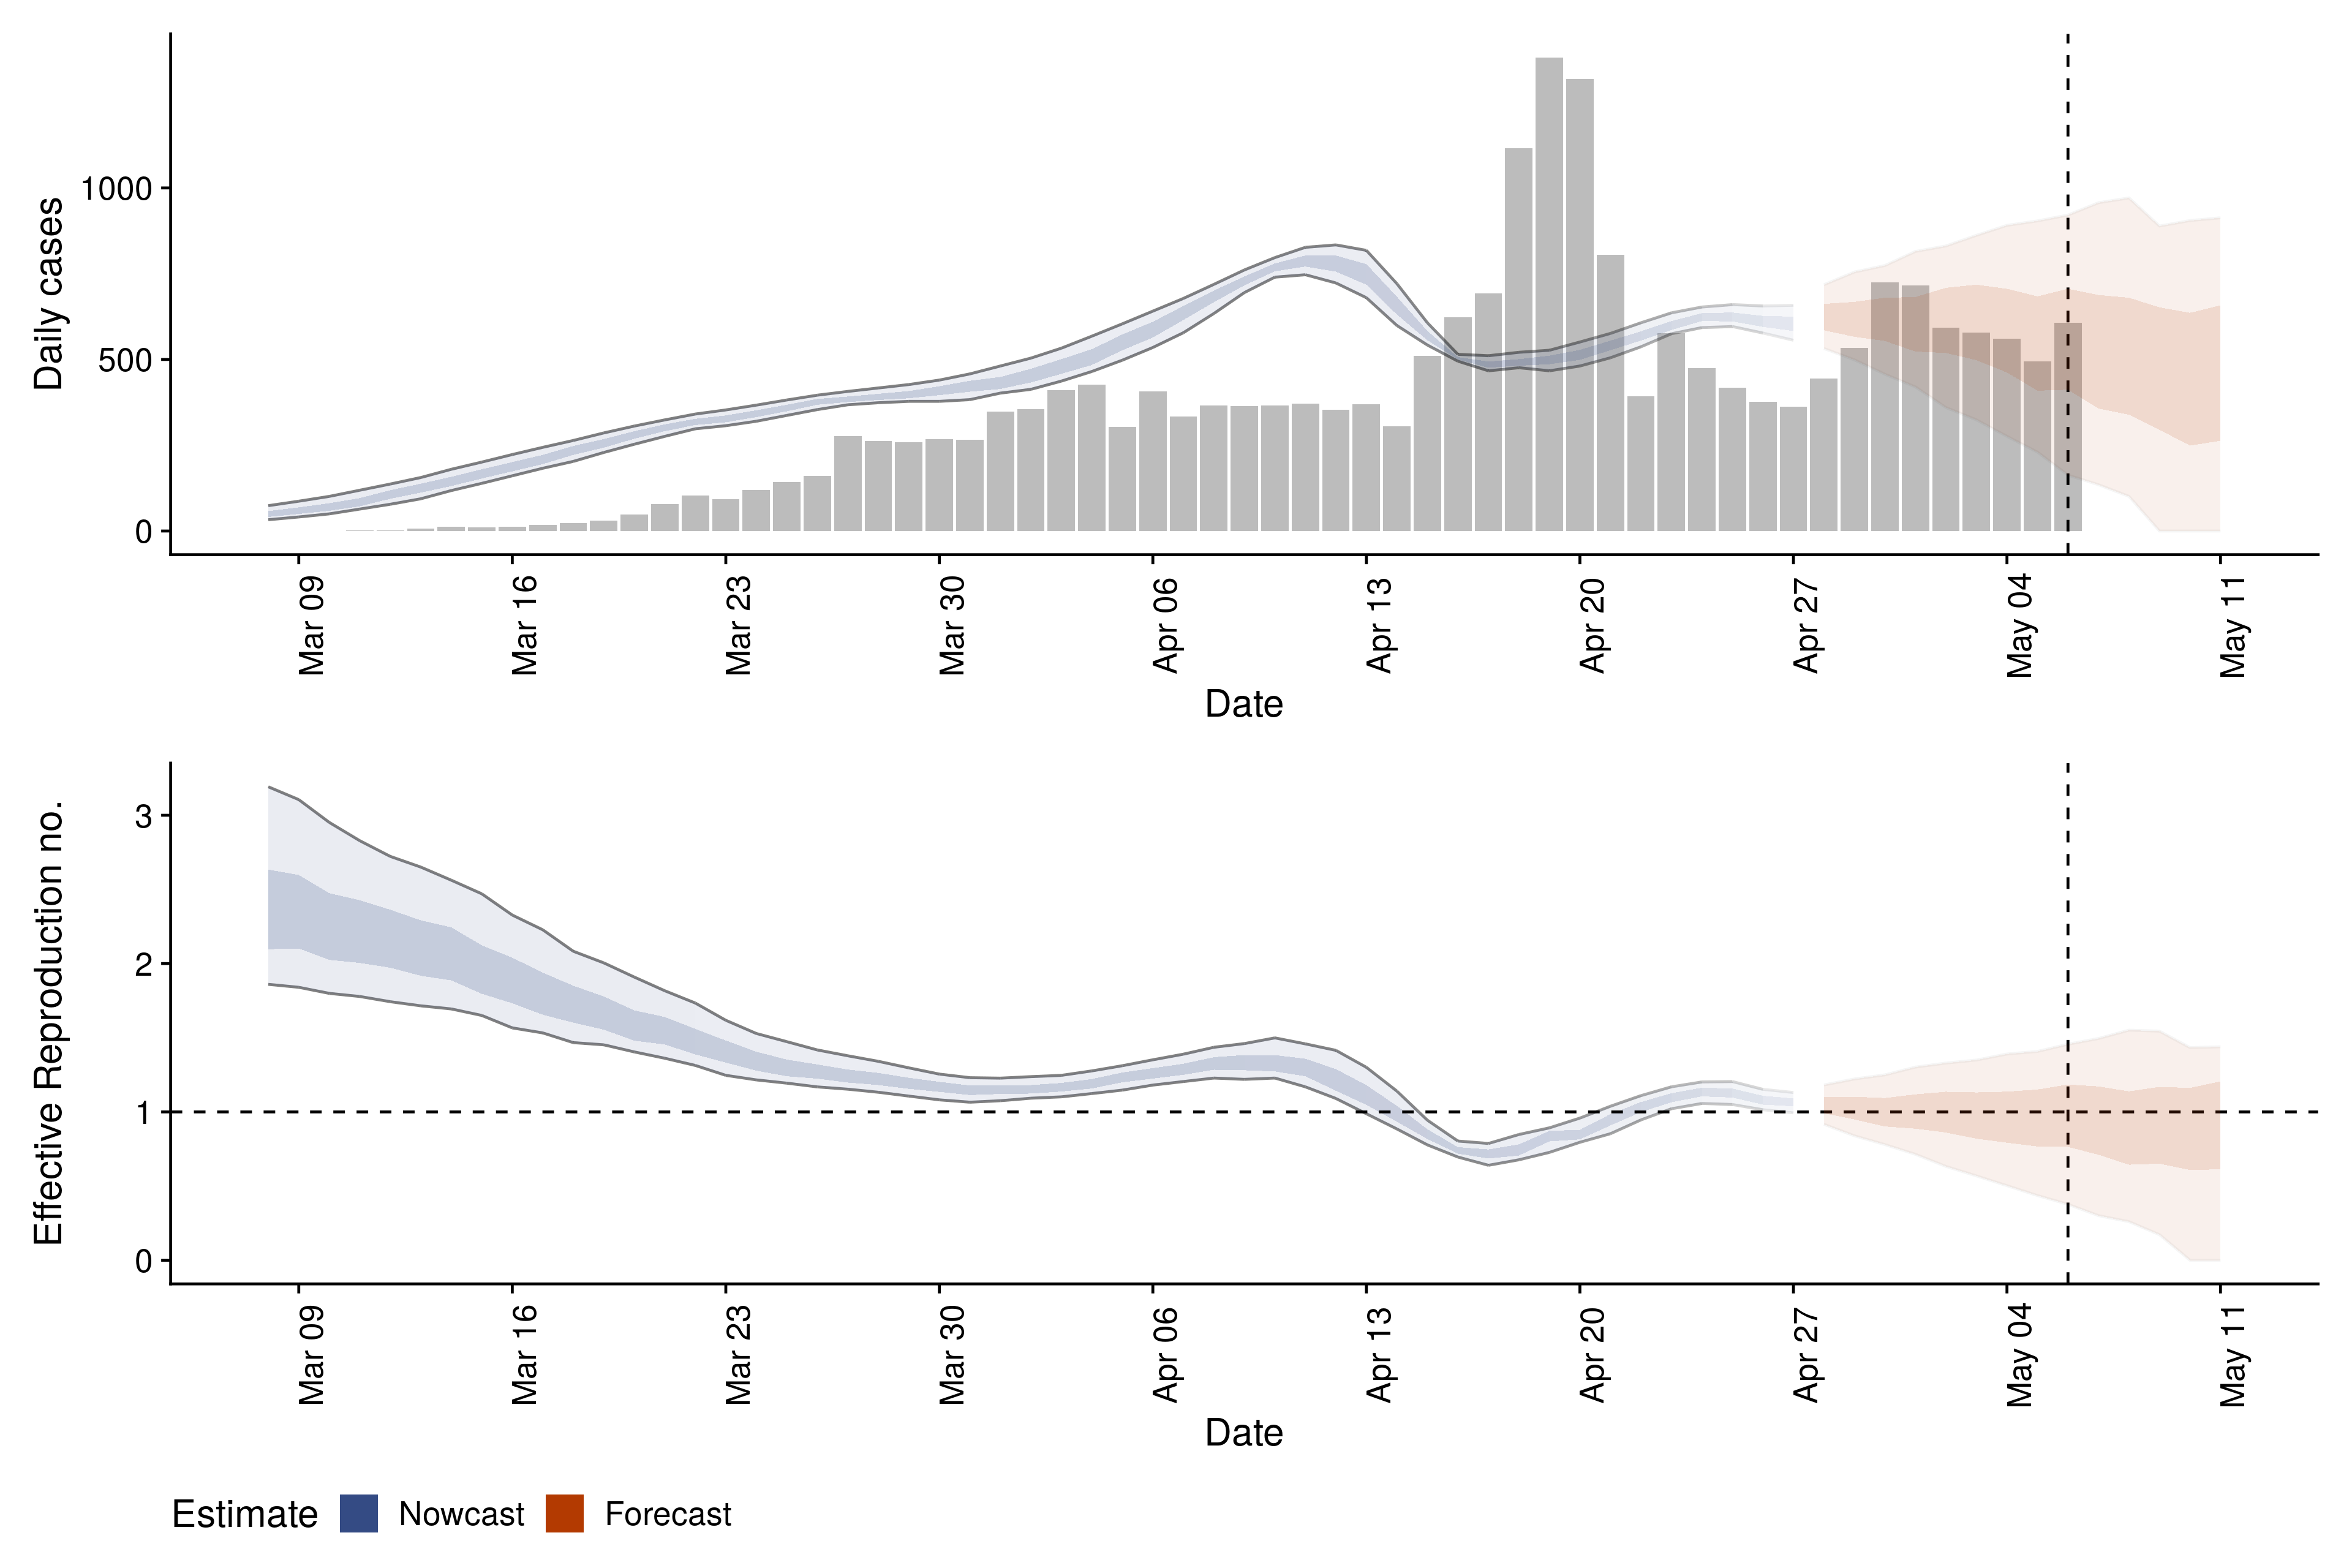 Daily cases
1000
500
0
Mar 09
Mar 16
Mar 23
Mar 30
Apr 06
Apr 13
Apr 20
Apr 27
May 04
May 11
Date
Effective Reproduction no.
3
2
1
0
Mar 09
Mar 16
Mar 23
Mar 30
Apr 06
Apr 13
Apr 20
Apr 27
May 04
May 11
Date
Estimate Nowcast Forecast